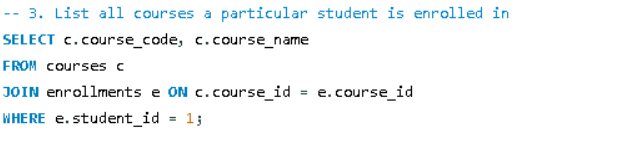 -- 3. List all courses a particular student is enrolled in
SELECT c.course_code, c.course_name
FROM courses c
JOIN enrollments e ON c.course_id = e.course_id
WHERE e.student_id = 1;